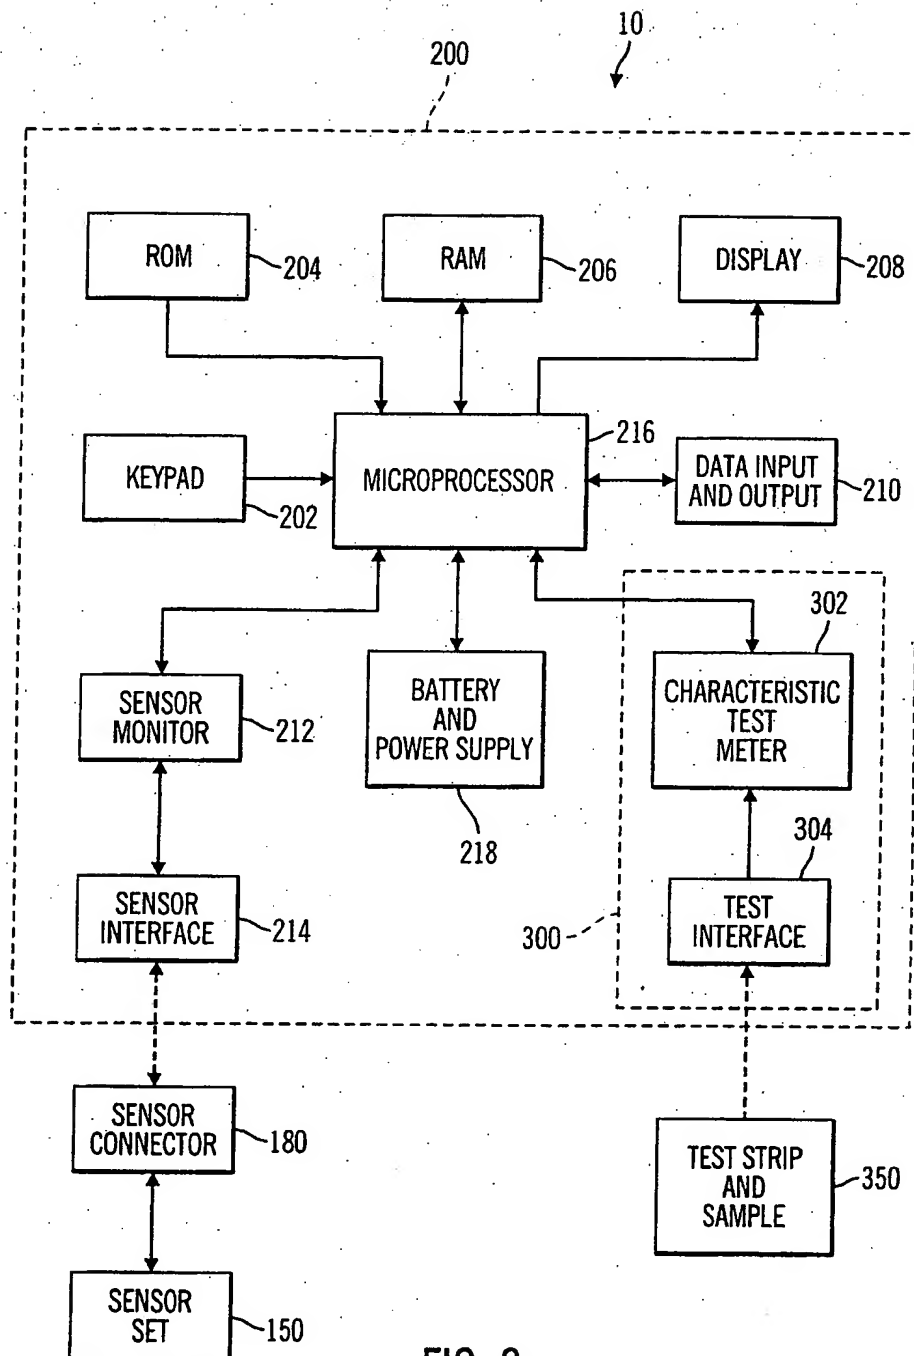 10
200
ROM
204
RAM
206
DISPLAY
208
KEYPAD
202
MICROPROCESSOR
216
DATA INPUT
AND OUTPUT
210
SENSOR
MONITOR
212
BATTERY
AND
POWER SUPPLY
218
302
CHARACTERISTIC
TEST
METER
304
SENSOR
INTERFACE
214
TEST
INTERFACE
300
SENSOR
CONNECTOR
180
TEST STRIP
AND
SAMPLE
350
SENSOR
SET
150
FIG.